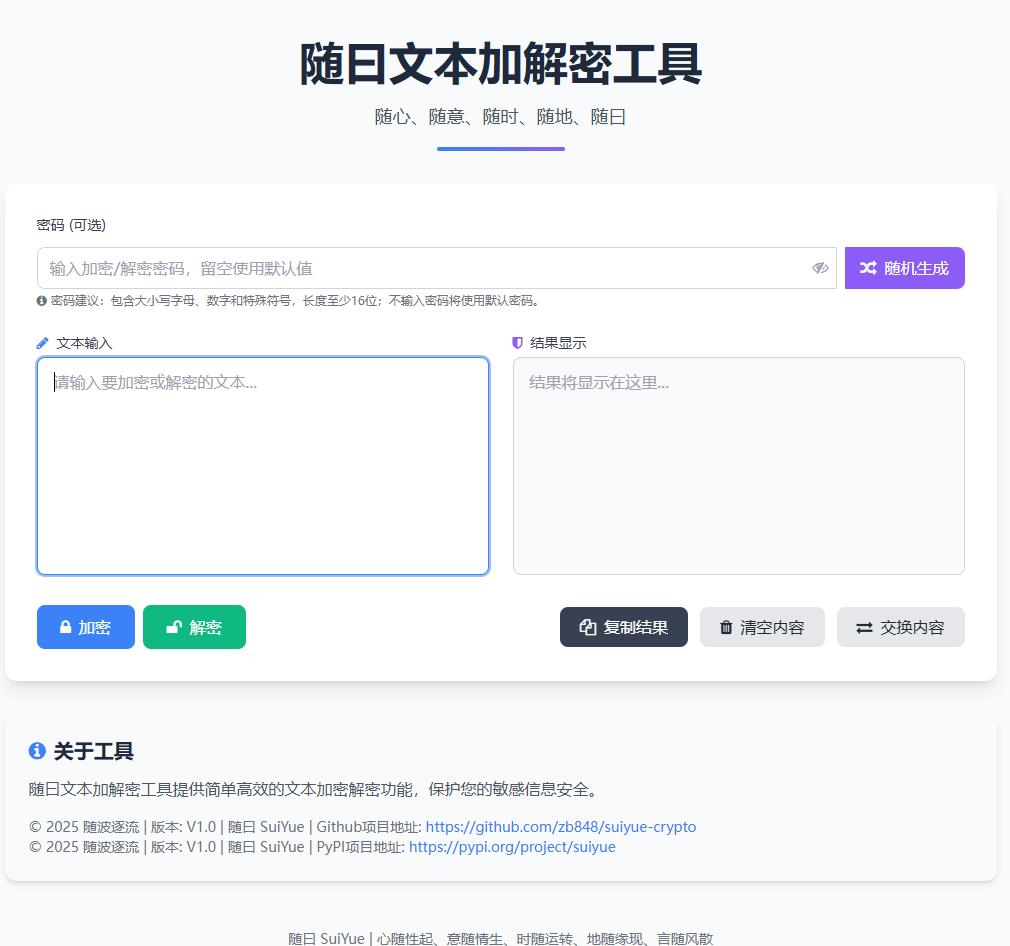 随曰文本加解密工具
随心、随意、随时、随地、随曰
密码 (可选)
输入加密/解密密码，留空使用默认值
随机生成
密码建议：包含大小写字母、数字和特殊符号，长度至少16位；不输入密码将使用默认密码。
文本输入
结果显示
请输入要加密或解密的文本...
结果将显示在这里...
加密
解密
复制结果
清空内容
交换内容
关于工具
随曰文本加解密工具提供简单高效的文本加密解密功能，保护您的敏感信息安全。
© 2025 随波逐流 | 版本: V1.0 | 随曰 SuiYue | Github项目地址: https://github.com/zb848/suiyue-crypto
© 2025 随波逐流 | 版本: V1.0 | 随曰 SuiYue | PyPI项目地址: https://pypi.org/project/suiyue
随曰 SuiYue | 心随性起、意随情生、时随运转、地随缘现、言随风散